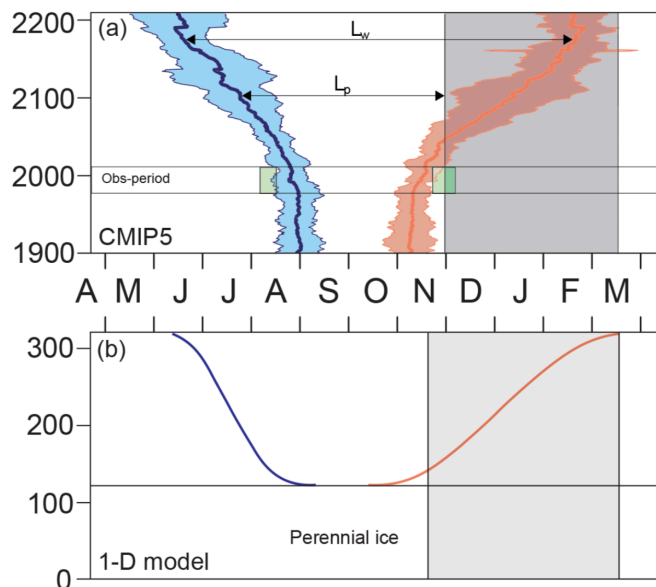 2200
(a)
Lw
2100
Lp
2000
Obs-period
1900
CMIP5
A M J J A S O N D J F M
300
(b)
200
100
Perennial ice
0
1-D model